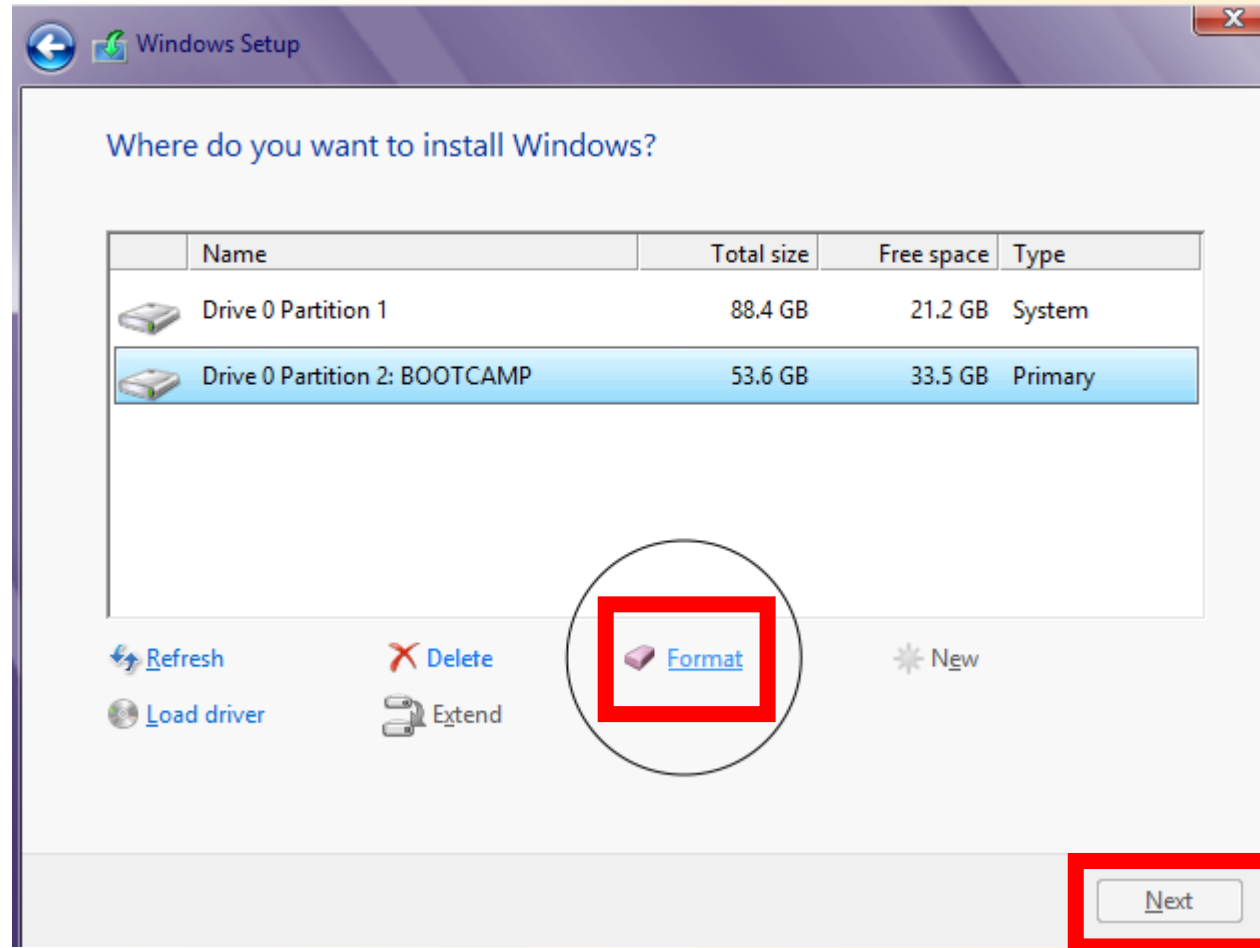 Windows Setup
Where do you want to install Windows?
Name Total size Free space Type
Drive 0 Partition 1 88.4 GB 21.2 GB System
Drive 0 Partition 2: BOOTCAMP 53.6 GB 33.5 GB Primary
Refresh Delete Format New
Load driver Extend
Next